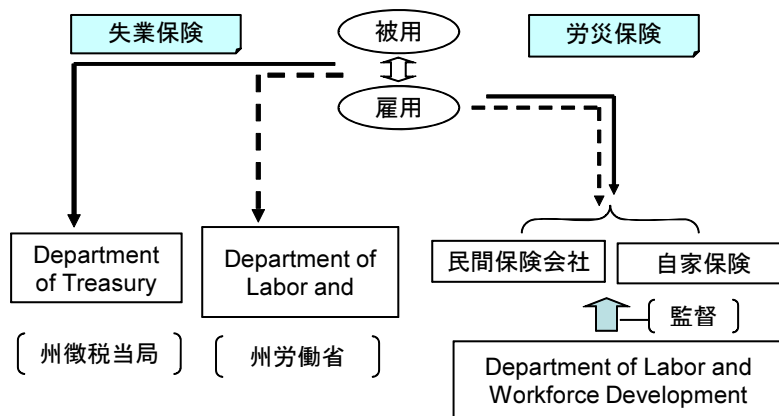 失業保険
被用
労災保険
雇用
Department
of Treasury
Department of
Labor and
民間保険会社
自家保険
州徴税当局
州労働省
監督
Department of Labor and
Workforce Development